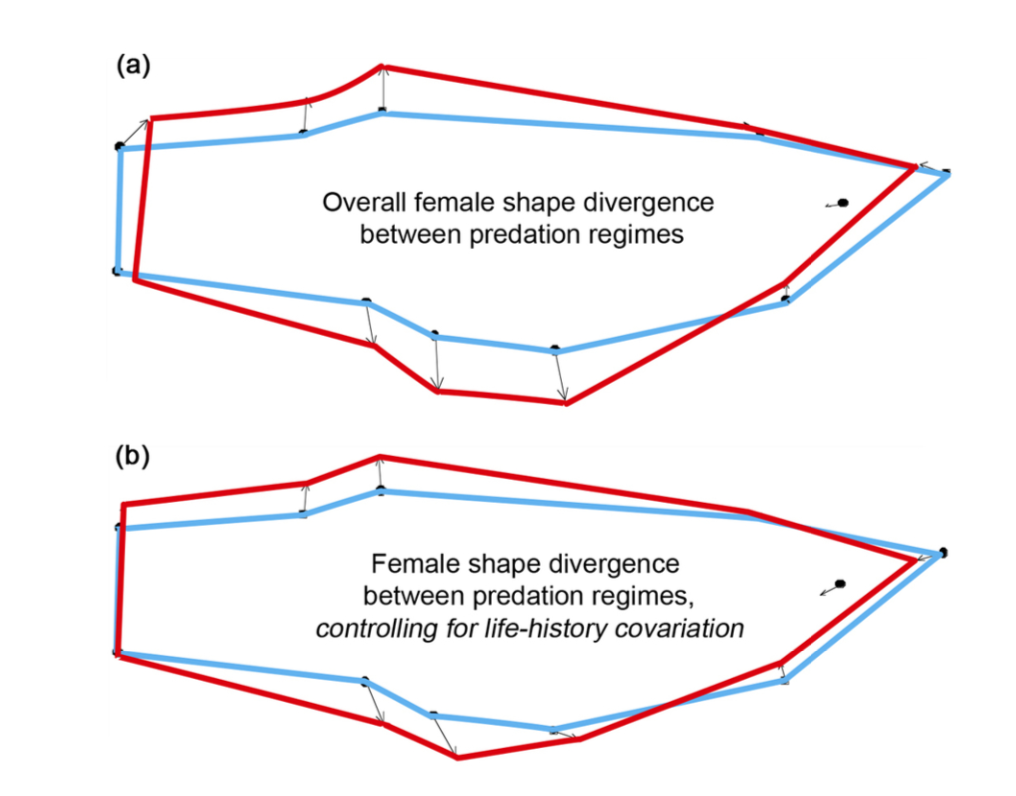 (a)
Overall female shape divergence
between predation regimes
(b)
Female shape divergence
between predation regimes,
controlling for life-history covariation